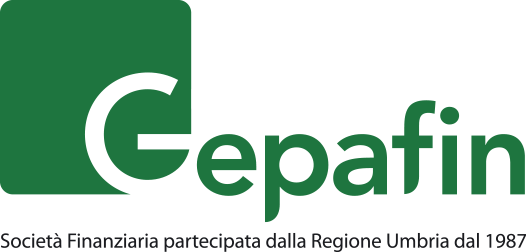 Gepafin
Società Finanziaria partecipata dalla Regione Umbria dal 1987